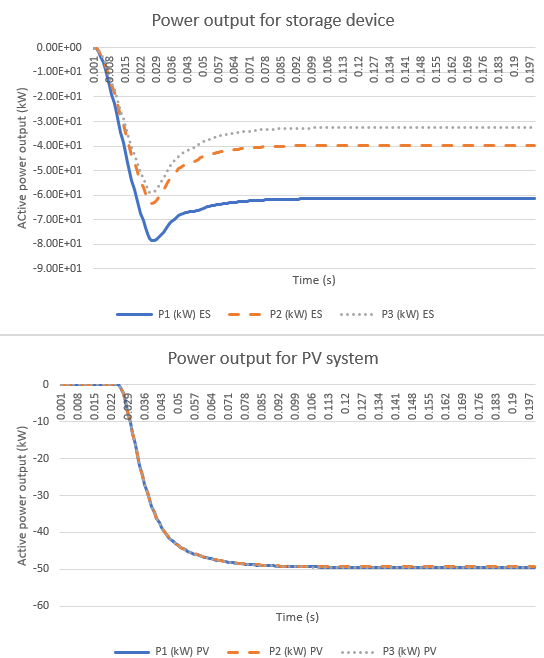 Power output for storage device
0.00E+00
-1.00E+01
-2.00E+01
-3.00E+01
-4.00E+01
-5.00E+01
-6.00E+01
-7.00E+01
-8.00E+01
-9.00E+01
ACtive power output (kW)
0.001 0.008 0.015 0.022 0.029 0.036 0.043 0.05 0.057 0.064 0.071 0.078 0.085 0.092 0.099 0.106 0.113 0.12 0.127 0.134 0.141 0.148 0.155 0.162 0.169 0.176 0.183 0.19 0.197
Time (s)
P1 (kW) ES P2 (kW) ES P3 (kW) ES
Power output for PV system
0
-10
-20
-30
-40
-50
-60
Active power output (kW)
0.001 0.008 0.015 0.022 0.029 0.036 0.043 0.05 0.057 0.064 0.071 0.078 0.085 0.092 0.099 0.106 0.113 0.12 0.127 0.134 0.141 0.148 0.155 0.162 0.169 0.176 0.183 0.19 0.197
Time (s)
P1 (kW) PV P2 (kW) PV P3 (kW) PV